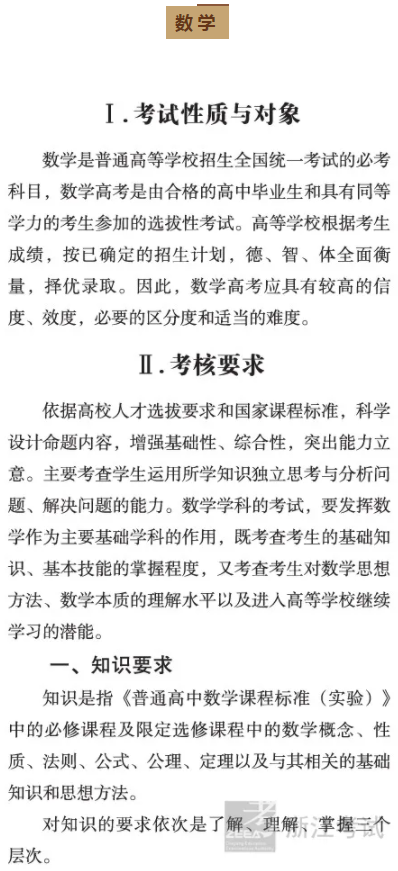 数学
Ⅰ.考试性质与对象
数学是普通高等学校招生全国统一考试的必考
科目，数学高考是由合格的高中毕业生和具有同等
学力的考生参加的选拔性考试。高等学校根据考生
成绩，按已确定的招生计划，德、智、体全面衡
量，择优录取。因此，数学高考应具有较高的信
度、效度，必要的区分度和适当的难度。
Ⅱ.考核要求
依据高校人才选拔要求和国家课程标准，科学
设计命题内容，增强基础性、综合性，突出能力立
意。主要考查学生运用所学知识独立思考与分析问
题、解决问题的能力。数学学科的考试，要发挥数
学作为主要基础学科的作用，既考查考生的基础知
识、基本技能的掌握程度，又考查考生对数学思想
方法、数学本质的理解水平以及进入高等学校继续
学习的潜能。
一、知识要求
知识是指《普通高中数学课程标准（实验）》
中的必修课程及限定选修课程中的数学概念、性
质、法则、公式、公理、定理以及与其相关的基础
知识和思想方法。
对知识的要求依次是了解、理解、掌握三个
层次。
ZEEA
浙江考试